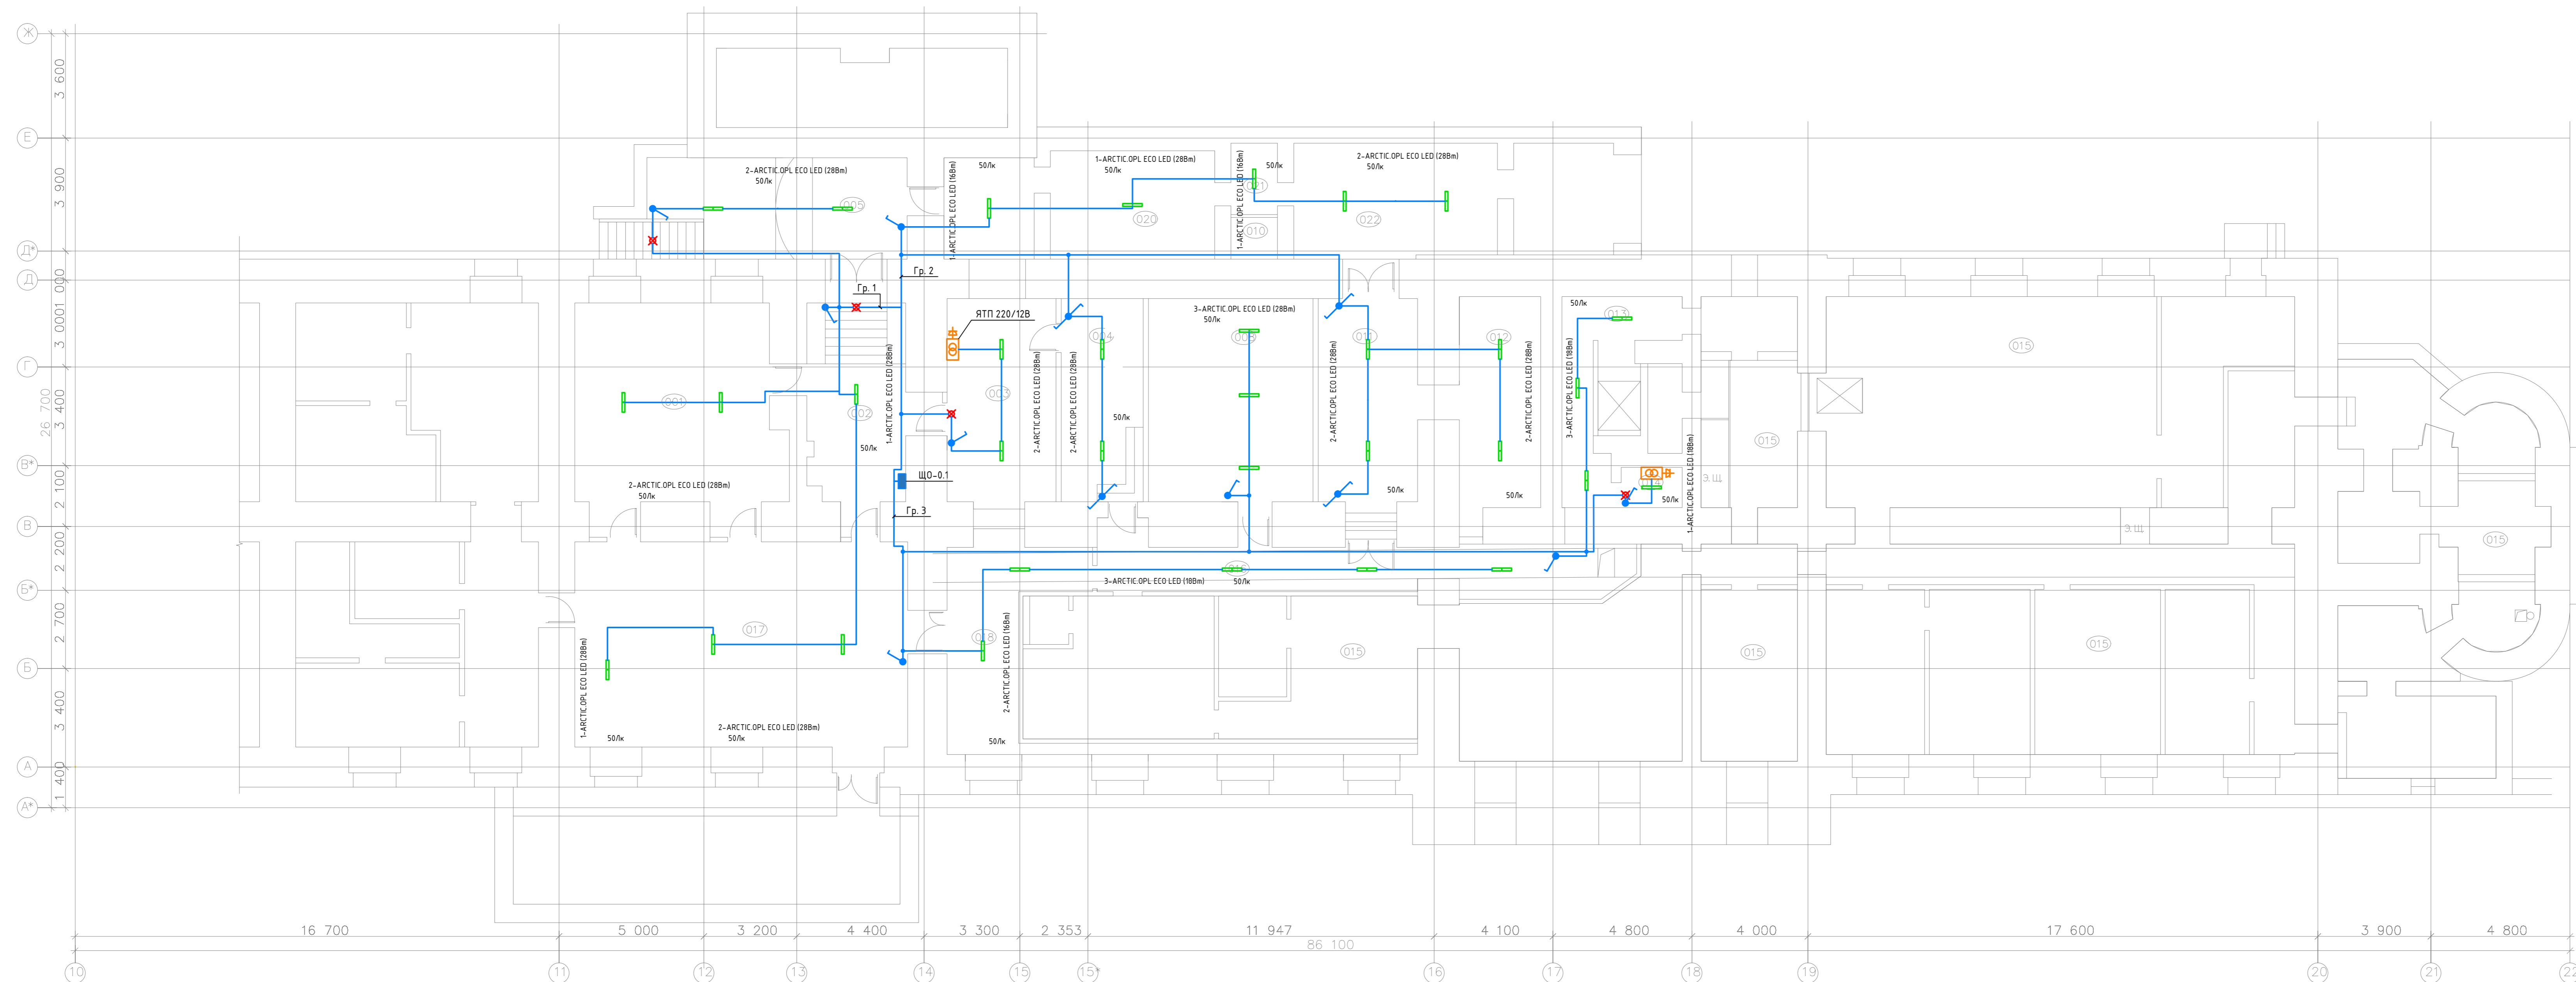 Ж
3 600
Е
2-ARCTIC.OPL ECO LED (28Вт)
50Лк
1-ARCTIC.OPL ECO LED (16Вт)
50Лк
1-ARCTIC.OPL ECO LED (28Вт)
50Лк
1-ARCTIC.OPL ECO LED (16Вт)
50Лк
2-ARCTIC.OPL ECO LED (28Вт)
50Лк
3 900
005
020
021
010
022
Д*
Д
3 000
1 000
Гр. 2
Гр. 1
ЯТП 220/12В
3-ARCTIC.OPL ECO LED (28Вт)
50Лк
50Лк
013
004
011
012
015
1-ARCTIC.OPL ECO LED (28Вт)
2-ARCTIC.OPL ECO LED (28Вт)
2-ARCTIC.OPL ECO LED (28Вт)
2-ARCTIC.OPL ECO LED (28Вт)
2-ARCTIC.OPL ECO LED (28Вт)
3-ARCTIC.OPL ECO LED (18Вт)
Г
26 700
3 400
001
002
003
50Лк
50Лк
015
1-ARCTIC.OPL ECO LED (18Вт)
В*
2 100
2-ARCTIC.OPL ECO LED (28Вт)
50Лк
ЩО-0.1
Гр. 3
50Лк
50Лк
50Лк
Э.Щ.
Э.Щ.
В
2 200
015
3-ARCTIC.OPL ECO LED (18Вт)
50Лк
Б*
2 700
017
018
015
015
015
1-ARCTIC.OPL ECO LED (28Вт)
2-ARCTIC.OPL ECO LED (16Вт)
Б
3 400
2-ARCTIC.OPL ECO LED (28Вт)
50Лк
50Лк
50Лк
А
1 400
А*
16 700
5 000
3 200
4 400
3 300
2 353
11 947
4 100
4 800
4 000
17 600
3 900
4 800
86 100
10
11
12
13
14
15
15*
16
17
18
19
20
21
22